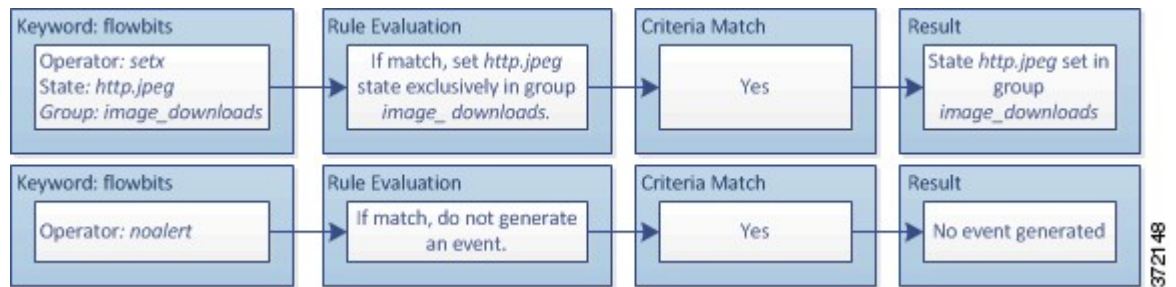 Keyword: flowbits
Operator: setx
State: http.jpeg
Group: image_downloads
Rule Evaluation
If match, set http.jpeg
state exclusively in group
image_ downloads.
Criteria Match
Yes
Result
State http.jpeg set in
group
image_downloads
Keyword: flowbits
Operator: noalert
Rule Evaluation
If match, do not generate
an event.
Criteria Match
Yes
Result
No event generated
372148